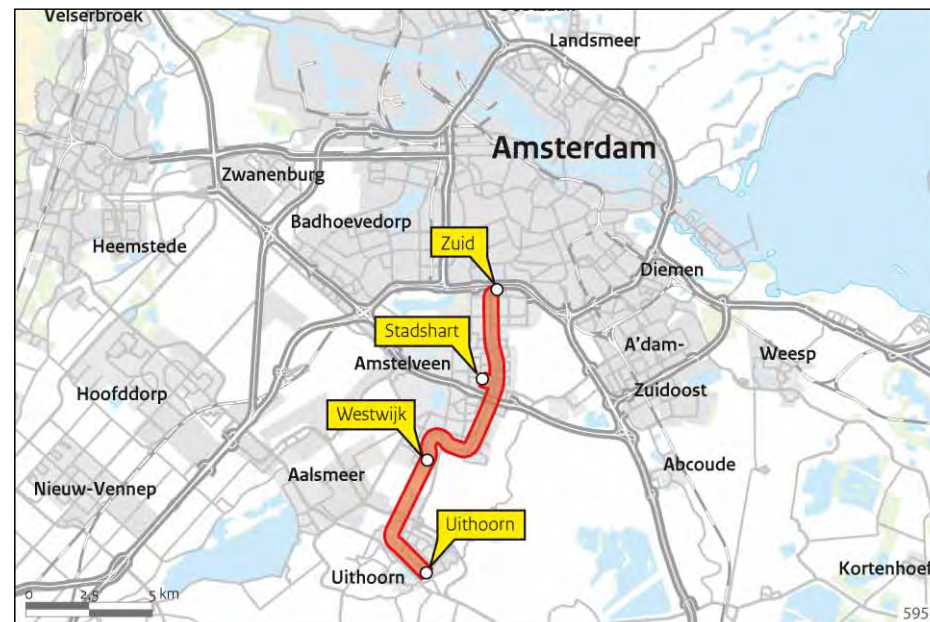 Velserbroek
Landsmeer
Amsterdam
Zwanenburg
Badhoevedorp
Heemstede
Zuid
Diemen
Stadshart
A'dam-
Zuidoost
Weesp
Amstelveen
Hoofddorp
Westwijk
Aalsmeer
Abcoude
Nieuw-Vennep
Uithoorn
Uithoorn
Kortenhoef
0 2,5 5 km
595